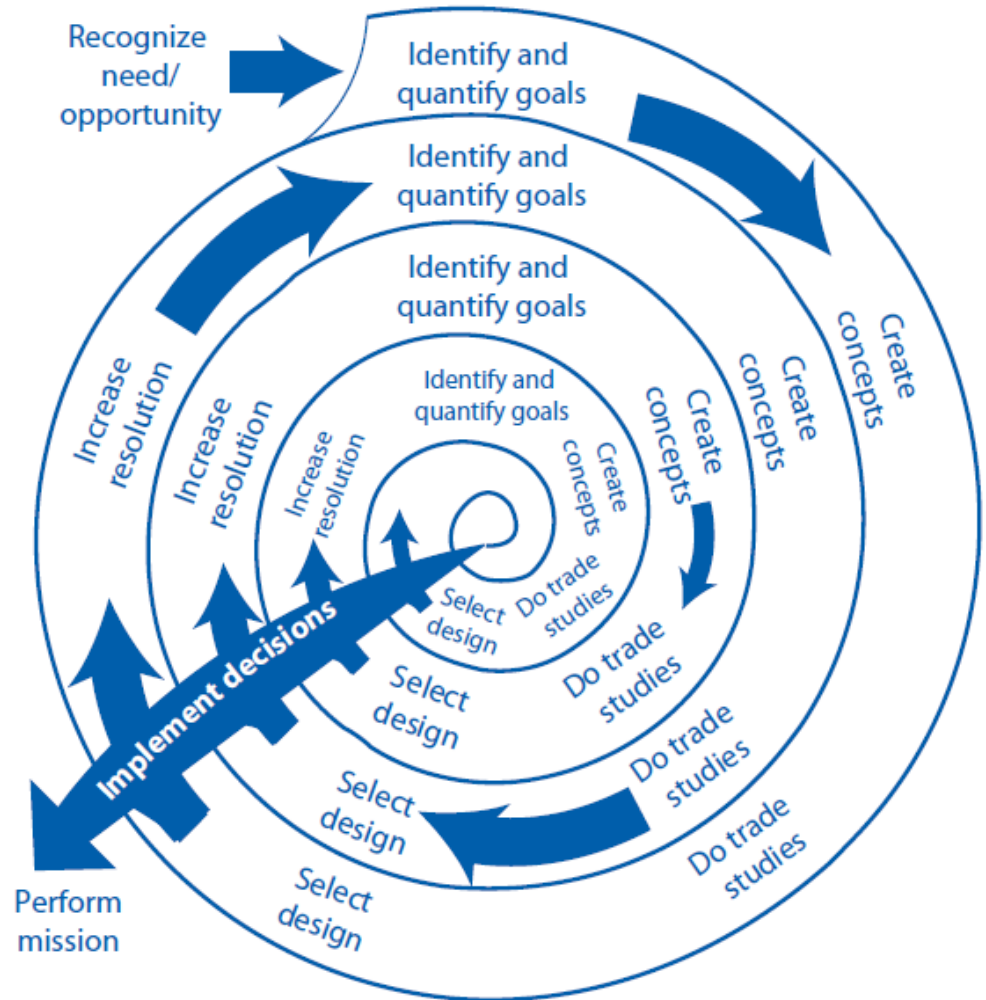 Recognize
need/
opportunity
Identify and
quantify goals
Identify and
quantify goals
Identify and
quantify goals
Identify and
quantify goals
Create
concepts
Create
concepts
Create
concepts
Create
concepts
Increase
resolution
Increase
resolution
Increase
resolution
Do trade
studies
Do trade
studies
Do trade
studies
Do trade
studies
Select
design
Select
design
Select
design
Select
design
Implement decisions
Perform
mission